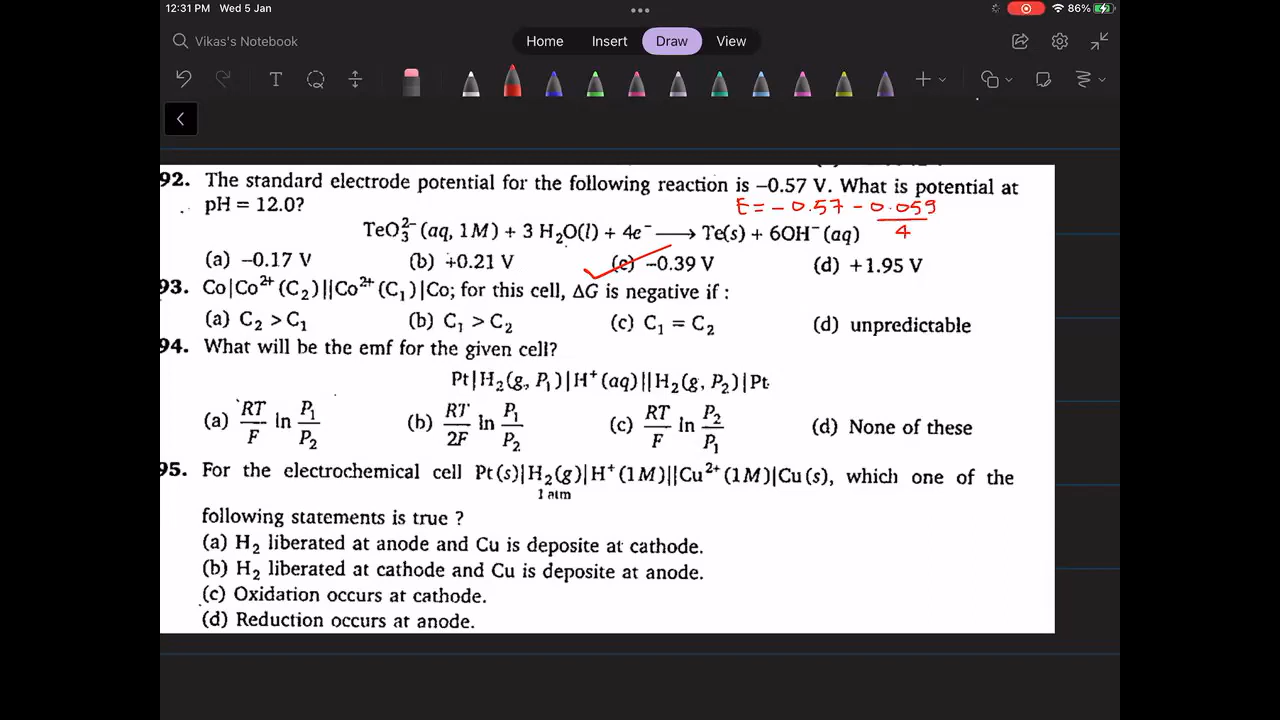 12:31 PM Wed 5 Jan
86%
Vikas's Notebook
Home Insert Draw View
92. The standard electrode potential for the following reaction is –0.57 V. What is potential at
pH = 12.0?
E = - 0.57 - 0.059/4
TeO₃²⁻ (aq, 1M) + 3 H₂O(l) + 4e⁻ ⟶ Te(s) + 6OH⁻ (aq)
(a) –0.17 V (b) +0.21 V (c) –0.39 V (d) +1.95 V
93. Co|Co²⁺(C₂)||Co²⁺(C₁)|Co; for this cell, ΔG is negative if :
(a) C₂ > C₁ (b) C₁ > C₂ (c) C₁ = C₂ (d) unpredictable
94. What will be the emf for the given cell?
Pt|H₂(g, P₁)|H⁺(aq)||H₂(g, P₂)|Pt
(a) RT/F ln P₁/P₂ (b) RT/2F ln P₁/P₂ (c) RT/F ln P₂/P₁ (d) None of these
95. For the electrochemical cell Pt(s)|H₂(g)|H⁺(1M)||Cu²⁺(1M)|Cu(s), which one of the
1 atm
following statements is true ?
(a) H₂ liberated at anode and Cu is deposite at cathode.
(b) H₂ liberated at cathode and Cu is deposite at anode.
(c) Oxidation occurs at cathode.
(d) Reduction occurs at anode.